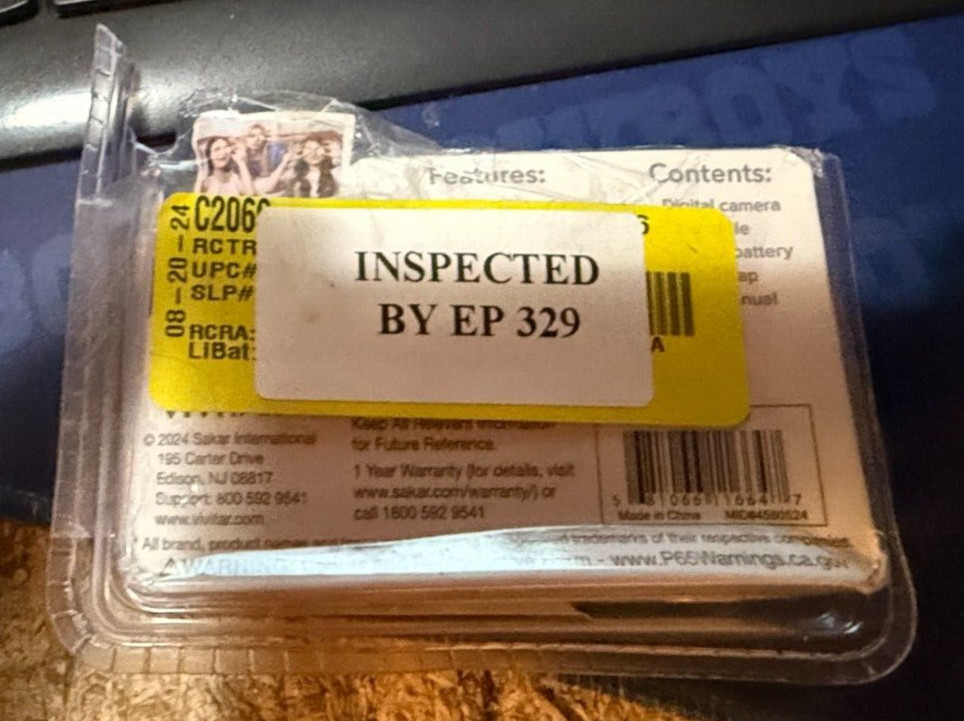 Features:
Contents:
Digital camera
battery
08-20-24
RCTR
UPC#
SLP#
RCRA:
LIBat:
A
INSPECTED
BY EP 329
© 2024 Sakar International
195 Carter Drive
Edison, NJ 08817
Support: 800 592 9541
www.vivitar.com
Keep All Relevant Information
for Future Reference.
1 Year Warranty (for details, visit
www.sakar.com/warranty/) or
call 1800 592 9541
Made in China
* All brand, product names and
trademarks of their respective companies.
WARNING
- www.P65Warnings.ca.gov